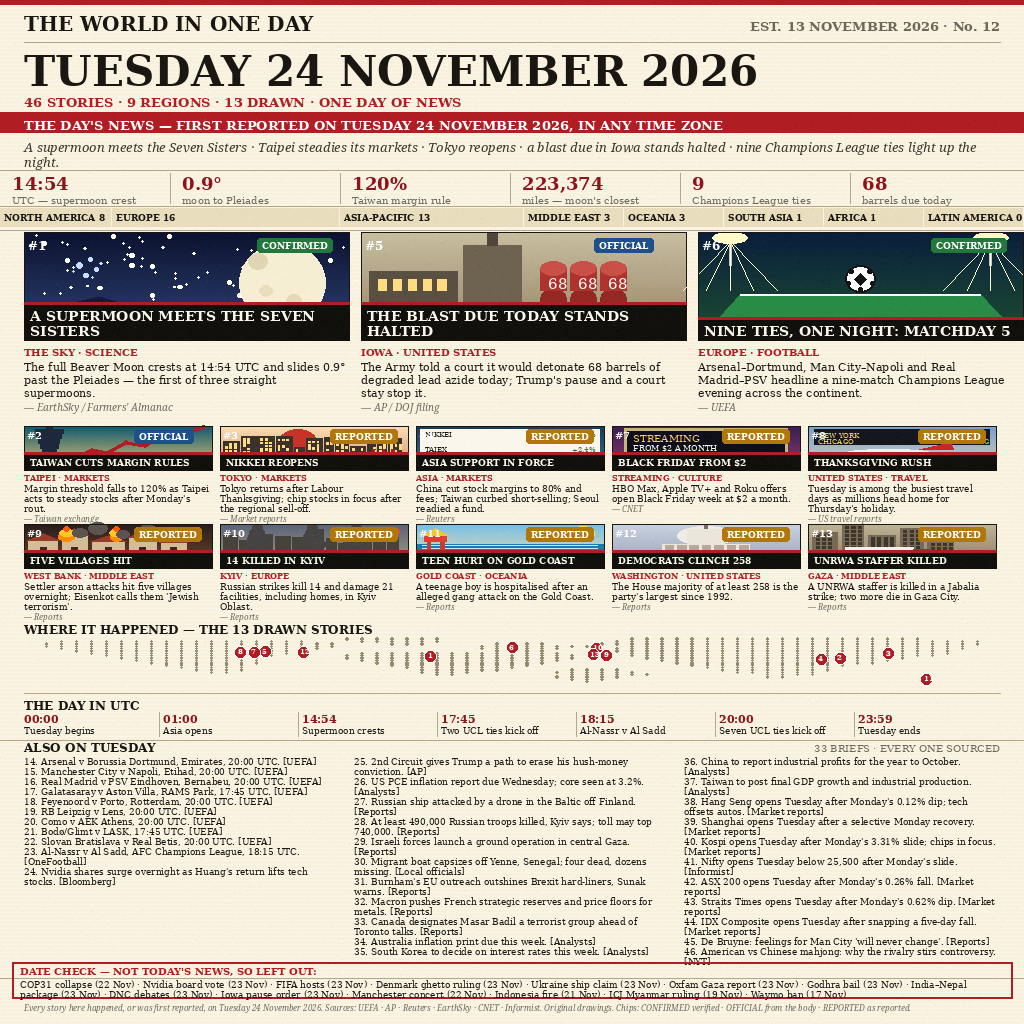 THE WORLD IN ONE DAY
EST. 13 NOVEMBER 2026 · No. 12
TUESDAY 24 NOVEMBER 2026
46 STORIES · 9 REGIONS · 13 DRAWN · ONE DAY OF NEWS
THE DAY'S NEWS — FIRST REPORTED ON TUESDAY 24 NOVEMBER 2026, IN ANY TIME ZONE
A supermoon meets the Seven Sisters · Taipei steadies its markets · Tokyo reopens · a blast due in Iowa stands halted · nine Champions League ties light up the
night.
14:54
UTC — supermoon crest
0.9°
moon to Pleiades
120%
Taiwan margin rule
223,374
miles — moon's closest
9
Champions League ties
68
barrels due today
NORTH AMERICA 8
EUROPE 16
ASIA-PACIFIC 13
MIDDLE EAST 3
OCEANIA 3
SOUTH ASIA 1
AFRICA 1
LATIN AMERICA 0
#1
CONFIRMED
A SUPERMOON MEETS THE SEVEN
SISTERS
THE SKY · SCIENCE
The full Beaver Moon crests at 14:54 UTC and slides 0.9°
past the Pleiades — the first of three straight
supermoons.
— EarthSky / Farmers' Almanac
#5
OFFICIAL
68 68 68
THE BLAST DUE TODAY STANDS
HALTED
IOWA · UNITED STATES
The Army told a court it would detonate 68 barrels of
degraded lead azide today; Trump's pause and a court
stay stop it.
— AP / DOJ filing
#6
CONFIRMED
NINE TIES, ONE NIGHT: MATCHDAY 5
EUROPE · FOOTBALL
Arsenal–Dortmund, Man City–Napoli and Real
Madrid–PSV headline a nine-match Champions League
evening across the continent.
— UEFA
#2
OFFICIAL
TAIWAN CUTS MARGIN RULES
TAIPEI · MARKETS
Margin threshold falls to 120% as Taipei
acts to steady stocks after Monday's
rout.
— Taiwan exchange
#3
REPORTED
NIKKEI REOPENS
TOKYO · MARKETS
Tokyo returns after Labour
Thanksgiving; chip stocks in focus after
the regional sell-off.
— Market reports
NIKKEI
REPORTED
TAIEX
ASIA SUPPORT IN FORCE
ASIA · MARKETS
China cut stock margins to 80% and
fees; Taiwan curbed short-selling; Seoul
readied a fund.
— Reuters
#7
STREAMING
FROM $2 A MONTH
REPORTED
BLACK FRIDAY FROM $2
STREAMING · CULTURE
HBO Max, Apple TV+ and Roku offers
open Black Friday week at $2 a month.
— CNET
#8
NEW YORK
CHICAGO
REPORTED
THANKSGIVING RUSH
UNITED STATES · TRAVEL
Tuesday is among the busiest travel
days as millions head home for
Thursday's holiday.
— US travel reports
#9
REPORTED
FIVE VILLAGES HIT
WEST BANK · MIDDLE EAST
Settler arson attacks hit five villages
overnight; Eisenkot calls them 'Jewish
terrorism'.
— Reports
#10
REPORTED
14 KILLED IN KYIV
KYIV · EUROPE
Russian strikes kill 14 and damage 21
facilities, including homes, in Kyiv
Oblast.
— Reports
#11
REPORTED
TEEN HURT ON GOLD COAST
GOLD COAST · OCEANIA
A teenage boy is hospitalised after an
alleged gang attack on the Gold Coast.
— Reports
#12
REPORTED
DEMOCRATS CLINCH 258
WASHINGTON · UNITED STATES
The House majority of at least 258 is the
party's largest since 1992.
— Reports
#13
REPORTED
UNRWA STAFFER KILLED
GAZA · MIDDLE EAST
A UNRWA staffer is killed in a Jabalia
strike; two more die in Gaza City.
— Reports
WHERE IT HAPPENED — THE 13 DRAWN STORIES
8 7 5 1 6 9 4 2 3
THE DAY IN UTC
00:00
Tuesday begins
01:00
Asia opens
14:54
Supermoon crests
17:45
Two UCL ties kick off
18:15
Al-Nassr v Al Sadd
20:00
Seven UCL ties kick off
23:59
Tuesday ends
ALSO ON TUESDAY
33 BRIEFS · EVERY ONE SOURCED
14. Arsenal v Borussia Dortmund, Emirates, 20:00 UTC. [UEFA]
15. Manchester City v Napoli, Etihad, 20:00 UTC. [UEFA]
16. Real Madrid v PSV Eindhoven, Bernabeu, 20:00 UTC. [UEFA]
17. Galatasaray v Aston Villa, RAMS Park, 17:45 UTC. [UEFA]
18. Feyenoord v Porto, Rotterdam, 20:00 UTC. [UEFA]
19. RB Leipzig v Lens, 20:00 UTC. [UEFA]
20. Como v AEK Athens, 20:00 UTC. [UEFA]
21. Bodo/Glimt v LASK, 17:45 UTC. [UEFA]
22. Slovan Bratislava v Real Betis, 20:00 UTC. [UEFA]
23. Al-Nassr v Al Sadd, AFC Champions League, 18:15 UTC.
[OneFootball]
24. Nvidia shares surge overnight as Huang's return lifts tech
stocks. [Bloomberg]
25. 2nd Circuit gives Trump a path to erase his hush-money
conviction. [AP]
26. US PCE inflation report due Wednesday; core seen at 3.2%.
[Analysts]
27. Russian ship attacked by a drone in the Baltic off Finland.
[Reports]
28. At least 490,000 Russian troops killed, Kyiv says; toll may top
740,000. [Reports]
29. Israeli forces launch a ground operation in central Gaza.
[Reports]
30. Migrant boat capsizes off Yenne, Senegal; four dead, dozens
missing. [Local officials]
31. Burnham's EU outreach outshines Brexit hard-liners, Sunak
warns. [Reports]
32. Macron pushes French strategic reserves and price floors for
metals. [Reports]
33. Canada designates Masar Badil a terrorist group ahead of
Toronto talks. [Reports]
34. Australia inflation print due this week. [Analysts]
35. South Korea to decide on interest rates this week. [Analysts]
36. China to report industrial profits for the year to October.
[Analysts]
37. Taiwan to post final GDP growth and industrial production.
[Analysts]
38. Hang Seng opens Tuesday after Monday's 0.12% dip; tech
offsets autos. [Market reports]
39. Shanghai opens Tuesday after a selective Monday recovery.
[Market reports]
40. Kospi opens Tuesday after Monday's 3.31% slide; chips in focus.
[Market reports]
41. Nifty opens Tuesday below 25,500 after Monday's slide.
[Informist]
42. ASX 200 opens Tuesday after Monday's 0.26% fall. [Market
reports]
43. Straits Times opens Tuesday after Monday's 0.62% dip. [Market
reports]
44. IDX Composite opens Tuesday after snapping a five-day fall.
[Market reports]
45. De Bruyne: feelings for Man City 'will never change'. [Reports]
46. American vs Chinese mahjong: why the rivalry stirs controversy.
[NYT]
DATE CHECK — NOT TODAY'S NEWS, SO LEFT OUT:
COP31 collapse (22 Nov) · Nvidia board vote (23 Nov) · FIFA hosts (23 Nov) · Denmark ghetto ruling (23 Nov) · Ukraine ship claim (23 Nov) · Oxfam Gaza report (23 Nov) · Godhra bail (23 Nov) · India–Nepal
package (23 Nov) · DNC debates (23 Nov) · Iowa pause order (23 Nov) · Manchester concert (22 Nov) · Indonesia fire (21 Nov) · ICJ Myanmar ruling (19 Nov) · Waymo ban (17 Nov)
Every story here happened, or was first reported, on Tuesday 24 November 2026. Sources: UEFA · AP · Reuters · EarthSky · CNET · Informist. Original drawings. Chips: CONFIRMED verified · OFFICIAL from the body · REPORTED as reported.